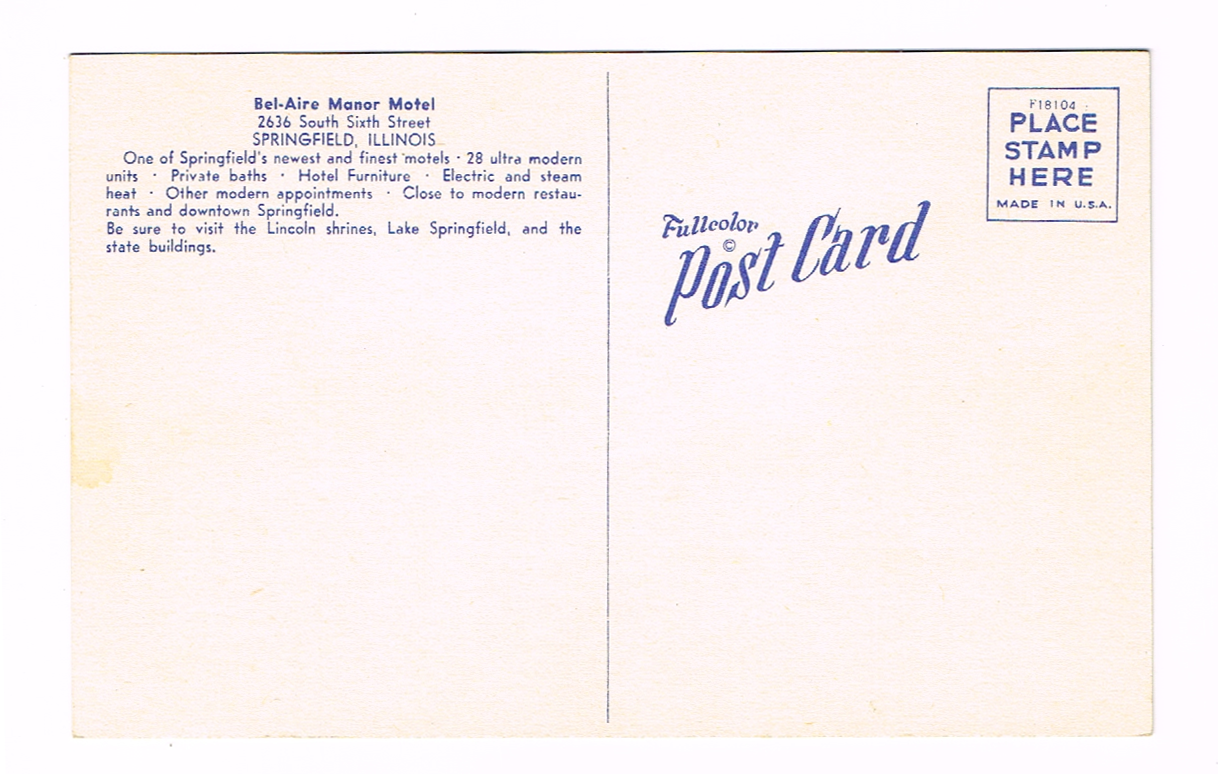 Bel-Aire Manor Motel
2636 South Sixth Street
SPRINGFIELD, ILLINOIS
One of Springfield's newest and finest motels · 28 ultra modern
units · Private baths · Hotel Furniture · Electric and steam
heat · Other modern appointments · Close to modern restau-
rants and downtown Springfield.
Be sure to visit the Lincoln shrines, Lake Springfield, and the
state buildings.
Fullcolor
©
Post Card
F18104
PLACE
STAMP
HERE
MADE IN U.S.A.